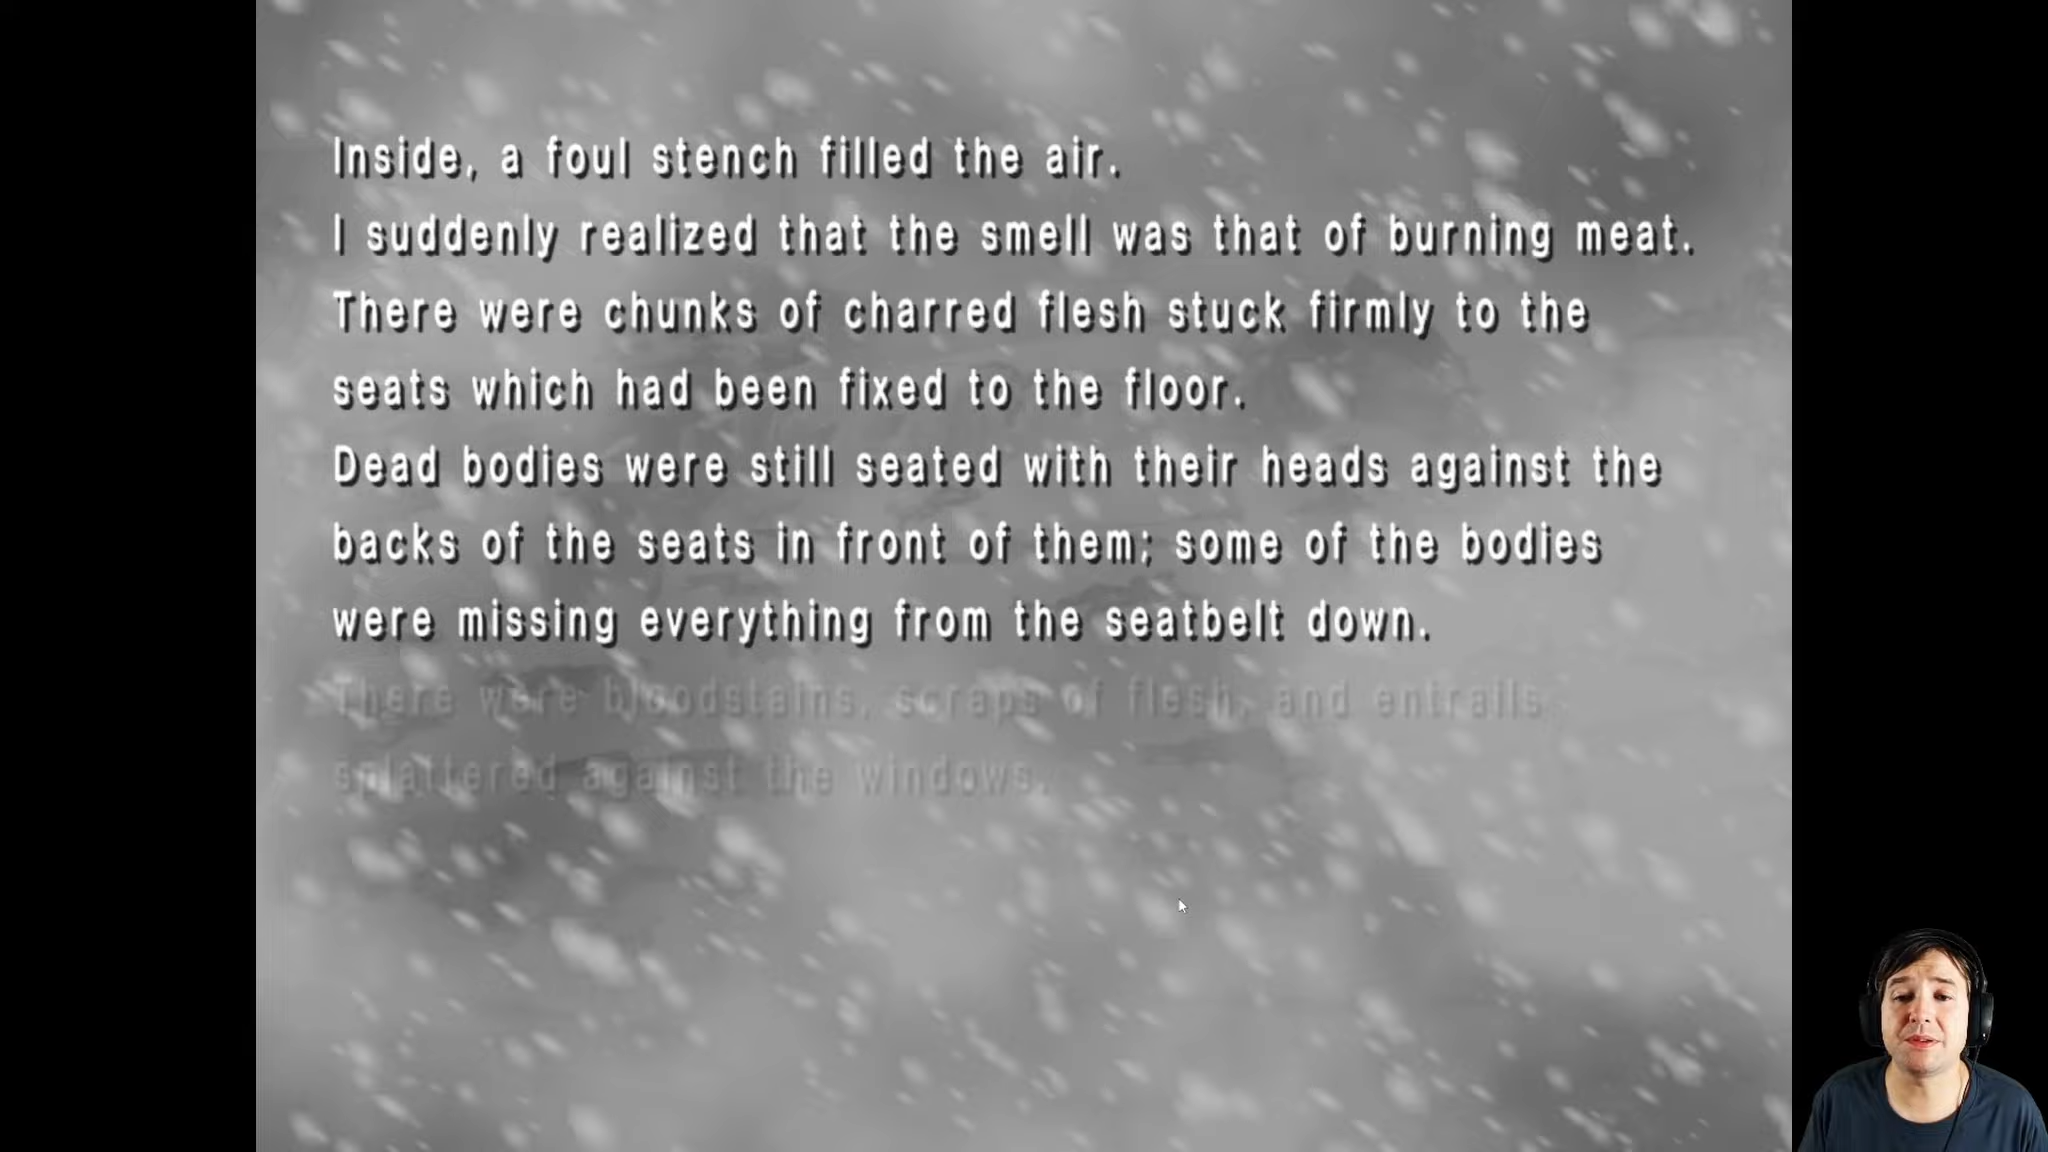 Inside, a foul stench filled the air.
I suddenly realized that the smell was that of burning meat.
There were chunks of charred flesh stuck firmly to the
seats which had been fixed to the floor.
Dead bodies were still seated with their heads against the
backs of the seats in front of them; some of the bodies
were missing everything from the seatbelt down.
There were bloodstains, scraps of flesh, and entrails
splattered against the windows.